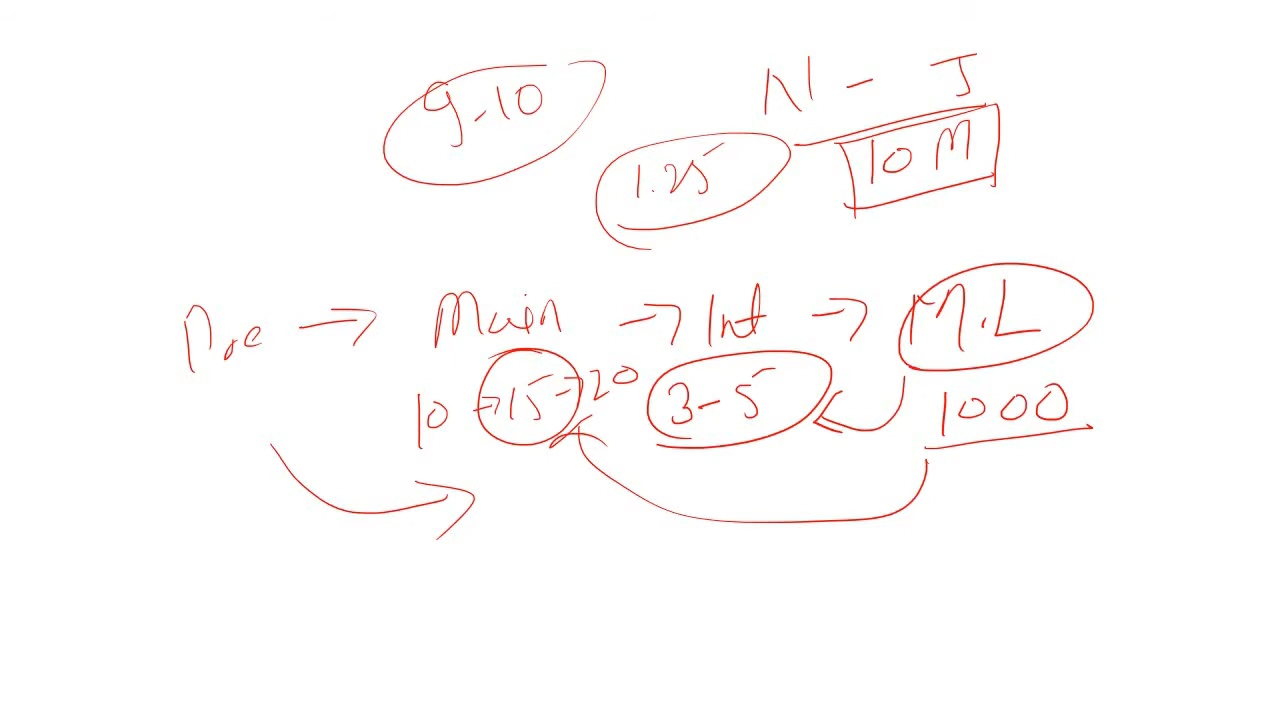 9-10
N - J
1.25
10 M
Pre → Main → Int → M.L
10 → 15 → 20 3-5 1000